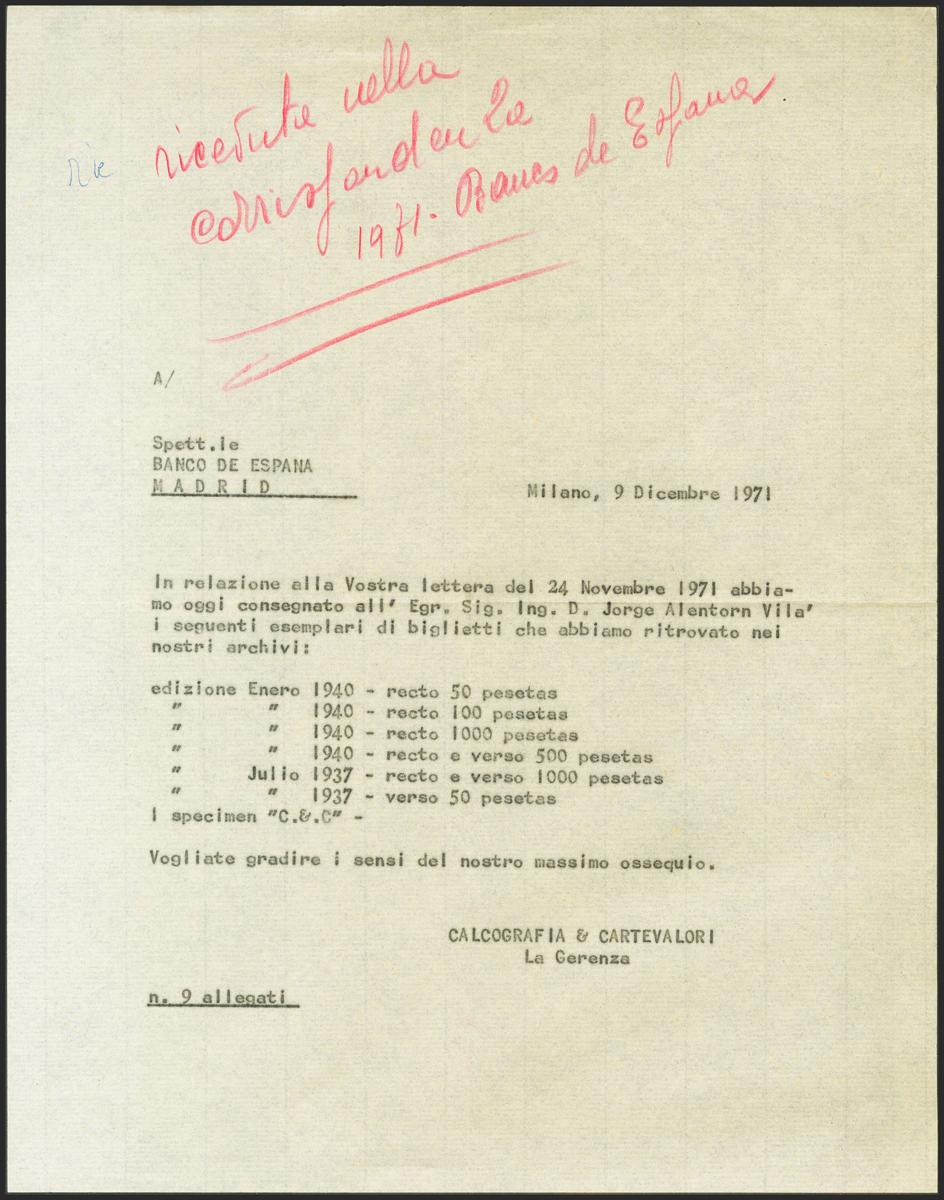 ricevuta nella
corrispondenza
1971. Banco de Espana
A/
Spett.le
BANCO DE ESPANA
MADRID
Milano, 9 Dicembre 1971
In relazione alla Vostra lettera del 24 Novembre 1971 abbia-
mo oggi consegnato all' Egr. Sig. Ing. D. Jorge Alentorn Vila'
i seguenti esemplari di biglietti che abbiamo ritrovato nei
nostri archivi:
edizione Enero 1940 - recto 50 pesetas
" " 1940 - recto 100 pesetas
" " 1940 - recto 1000 pesetas
" " 1940 - recto e verso 500 pesetas
" Julio 1937 - recto e verso 1000 pesetas
" " 1937 - verso 50 pesetas
1 specimen "C.&.C" -
Vogliate gradire i sensi del nostro massimo ossequio.
CALCOGRAFIA & CARTEVALORI
La Gerenza
n. 9 allegati